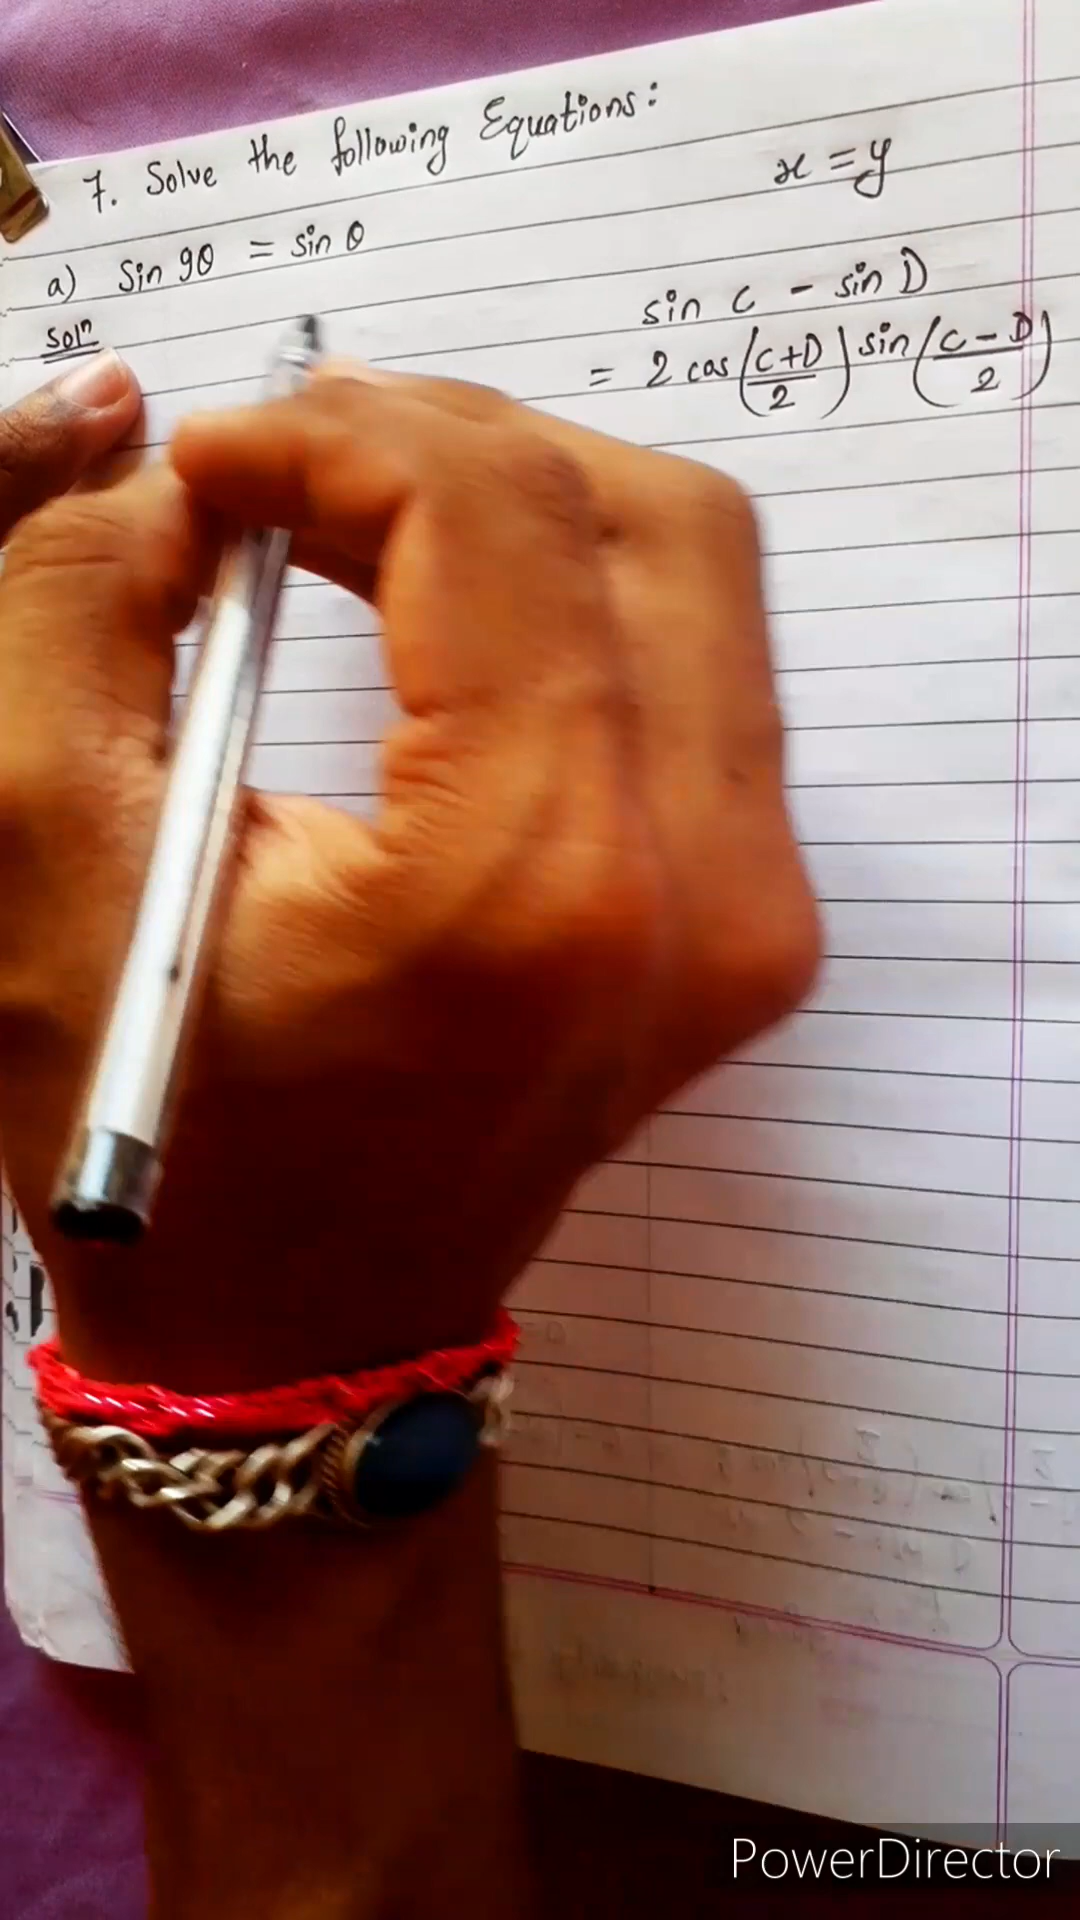 7. Solve the following Equations:
x = y
a) Sin 9θ = sin θ
sin C - sin D
Solⁿ
= 2 cos (C+D/2) sin (C-D/2)
PowerDirector